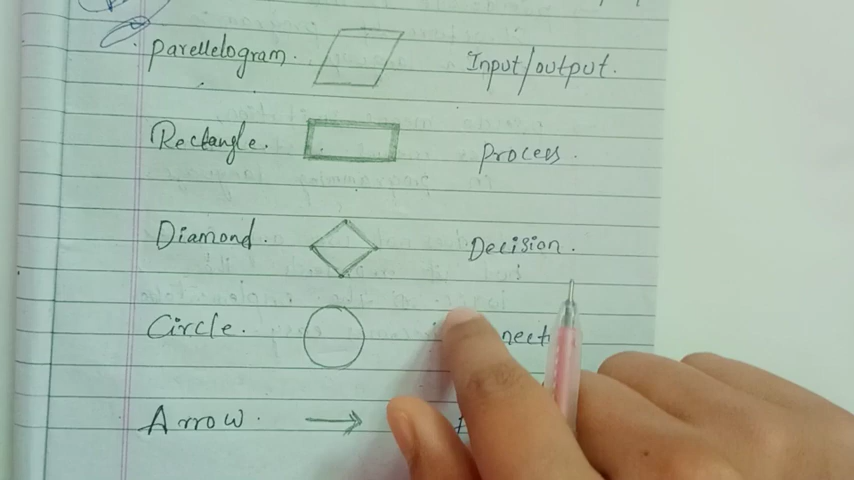 Parellelogram. Input/output.
Rectangle. Process.
Diamond. Decision.
Circle.
Arrow.